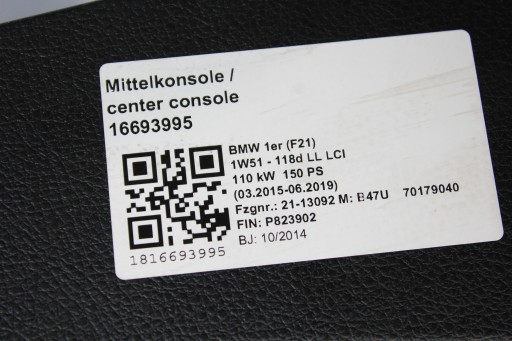 Mittelkonsole /
center console
16693995
BMW 1er (F21)
1W51 - 118d LL LCI
110 kW 150 PS
(03.2015-06.2019)
Fzgnr.: 21-13092 M: B47U 70179040
FIN: P823902
BJ: 10/2014
1816693995